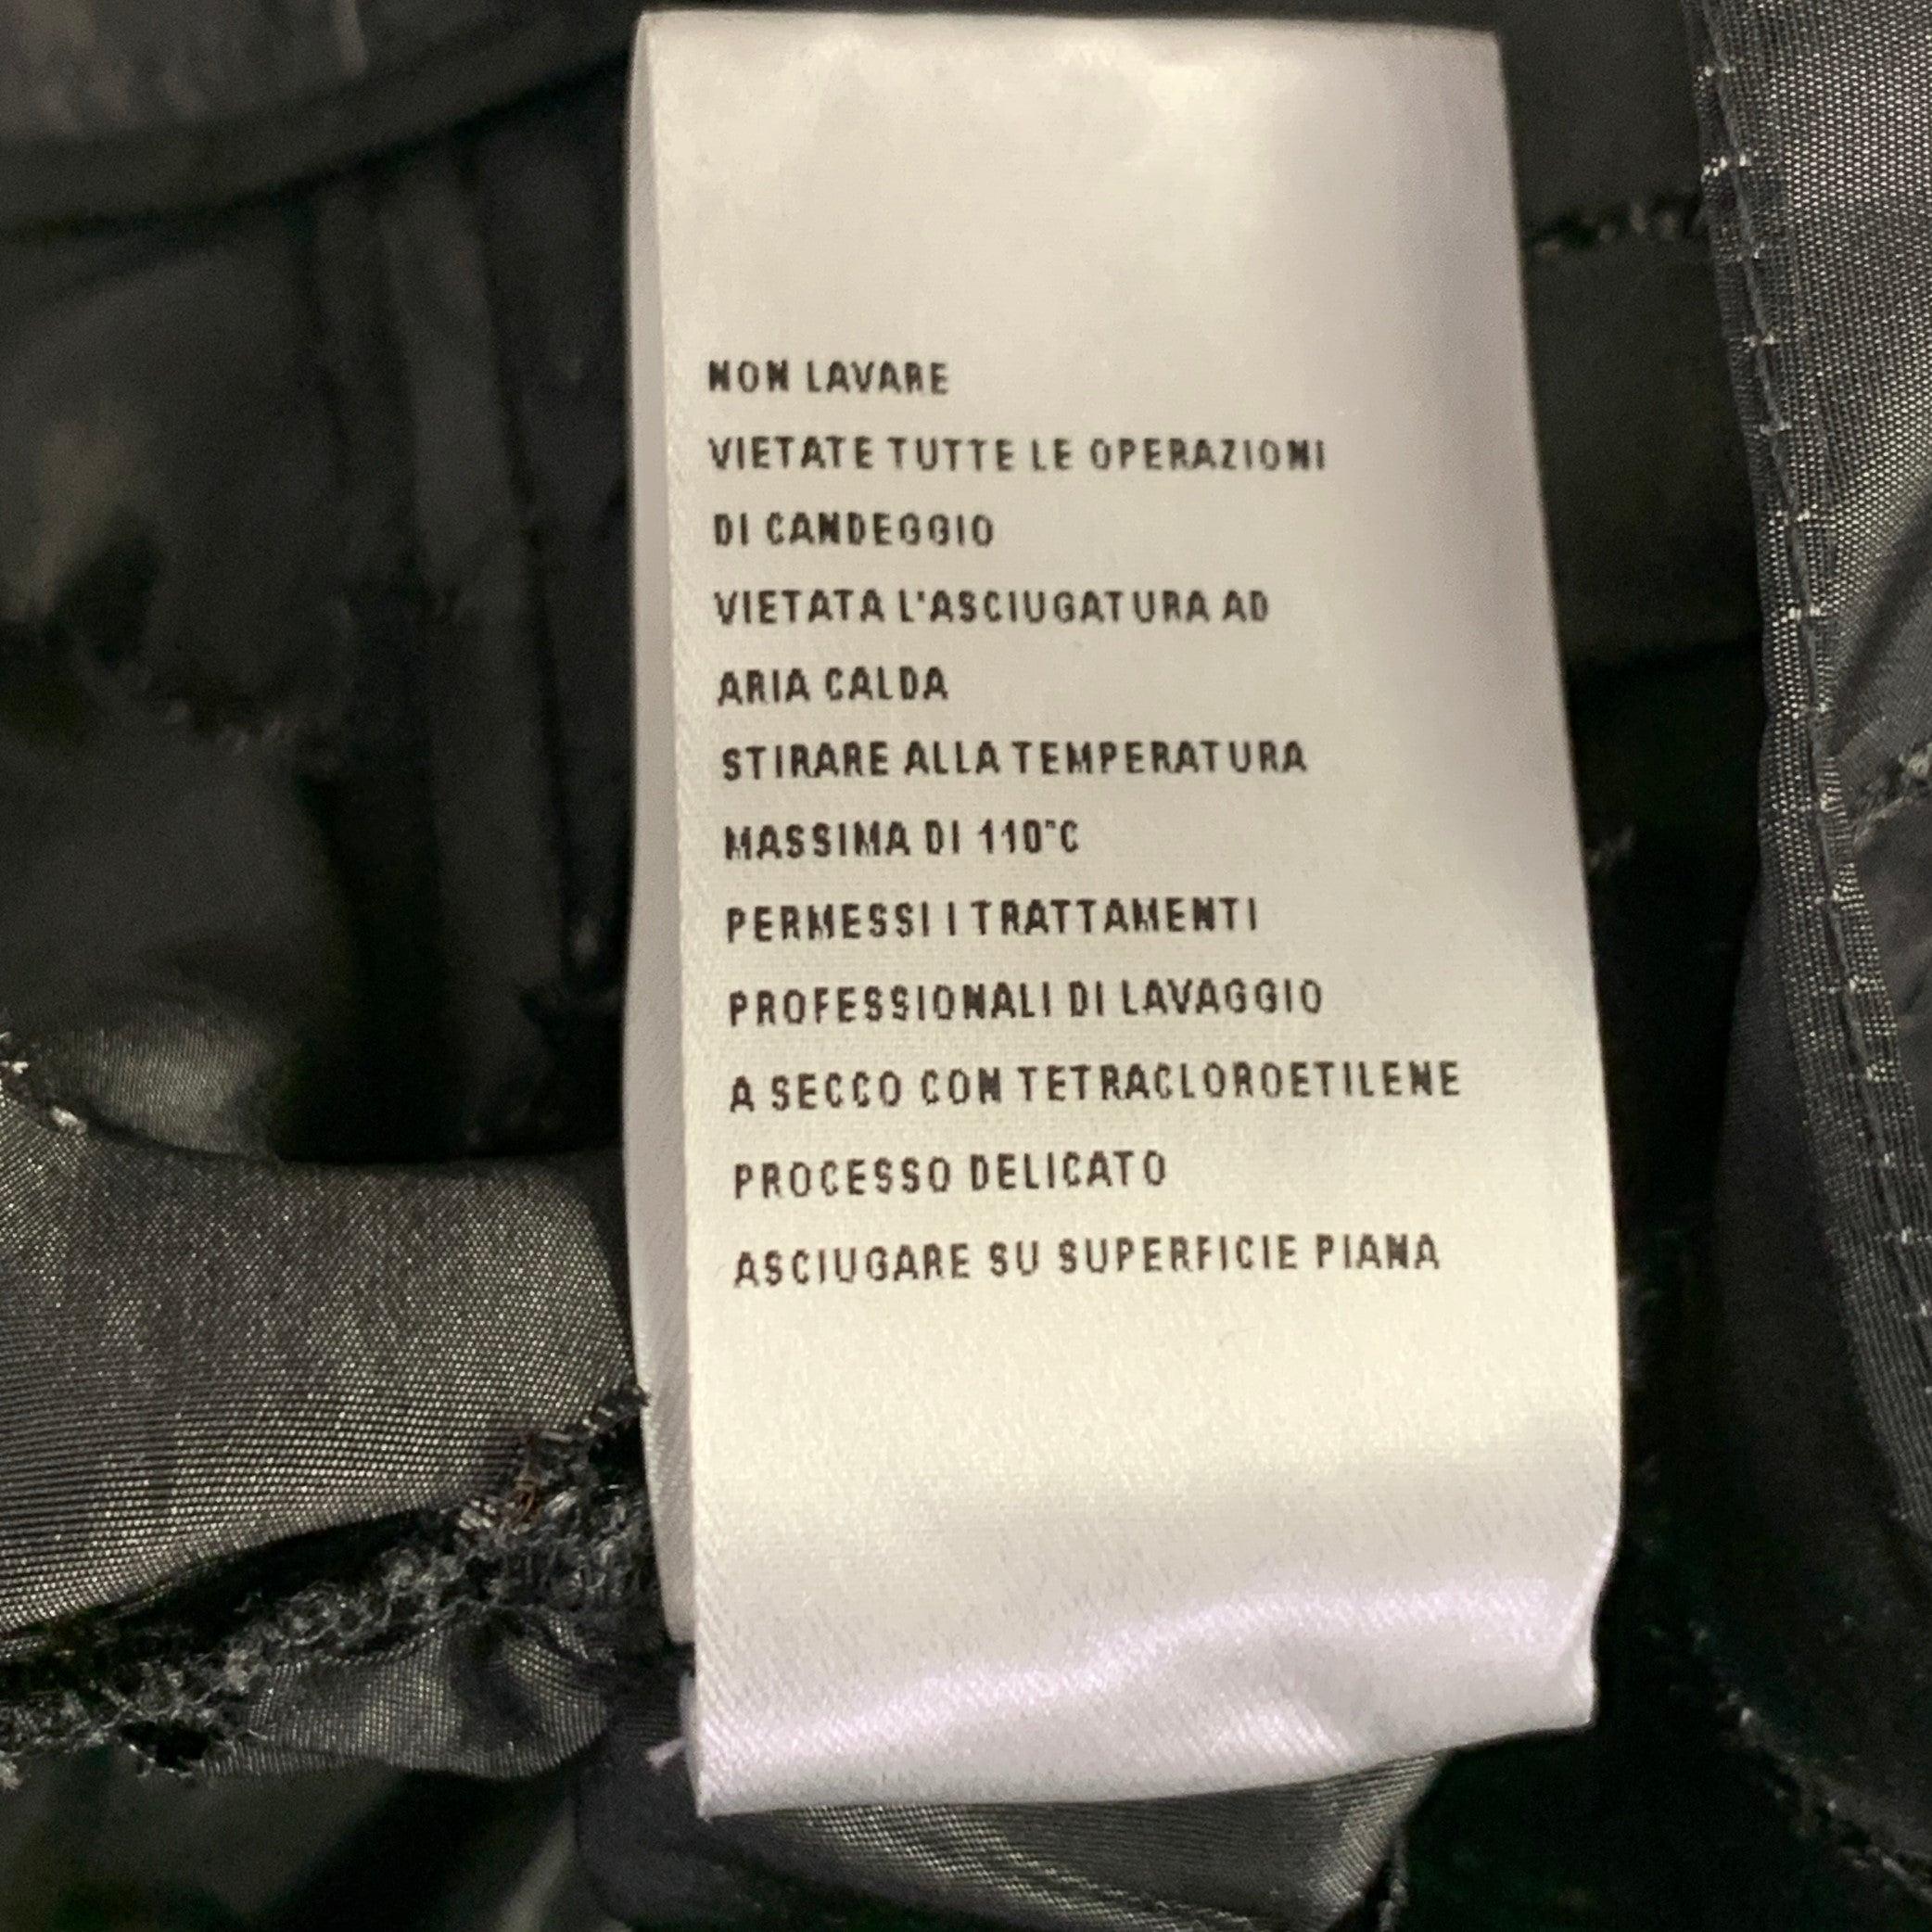 NON LAVARE
VIETATE TUTTE LE OPERAZIONI
DI CANDEGGIO
VIETATA L'ASCIUGATURA AD
ARIA CALDA
STIRARE ALLA TEMPERATURA
MASSIMA DI 110°C
PERMESSI I TRATTAMENTI
PROFESSIONALI DI LAVAGGIO
A SECCO CON TETRACLOROETILENE
PROCESSO DELICATO
ASCIUGARE SU SUPERFICIE PIANA